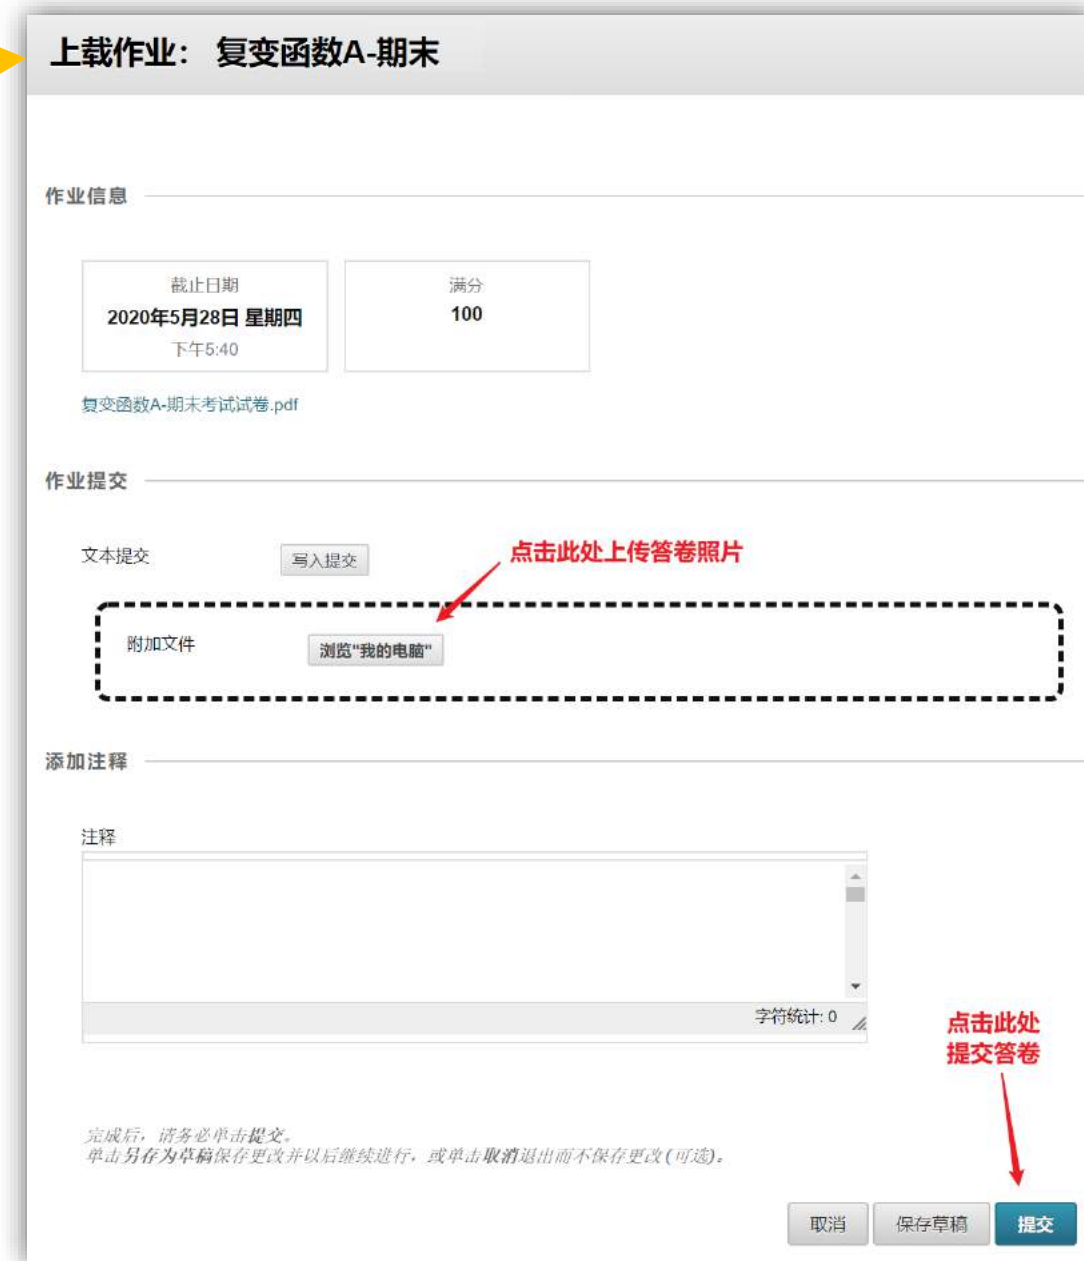 上载作业： 复变函数A-期末
作业信息
截止日期
2020年5月28日 星期四
下午5:40
满分
100
复变函数A-期末考试试卷.pdf
作业提交
文本提交
写入提交
点击此处上传答卷照片
附加文件
浏览"我的电脑"
添加注释
注释
字符统计: 0
点击此处
提交答卷
完成后，请务必单击提交。
单击另存为草稿保存更改并以后继续进行，或单击取消退出而不保存更改(可选)。
取消
保存草稿
提交